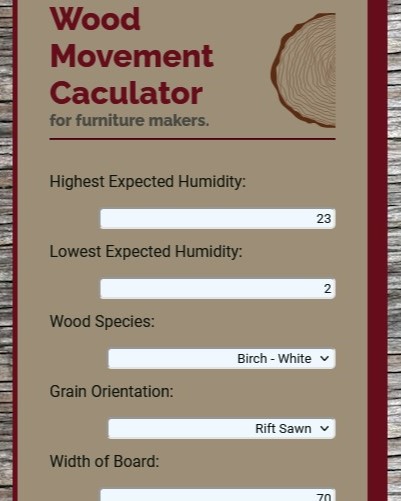 Wood
Movement
Caculator
for furniture makers.
Highest Expected Humidity:
23
Lowest Expected Humidity:
2
Wood Species:
Birch - White
Grain Orientation:
Rift Sawn
Width of Board:
70